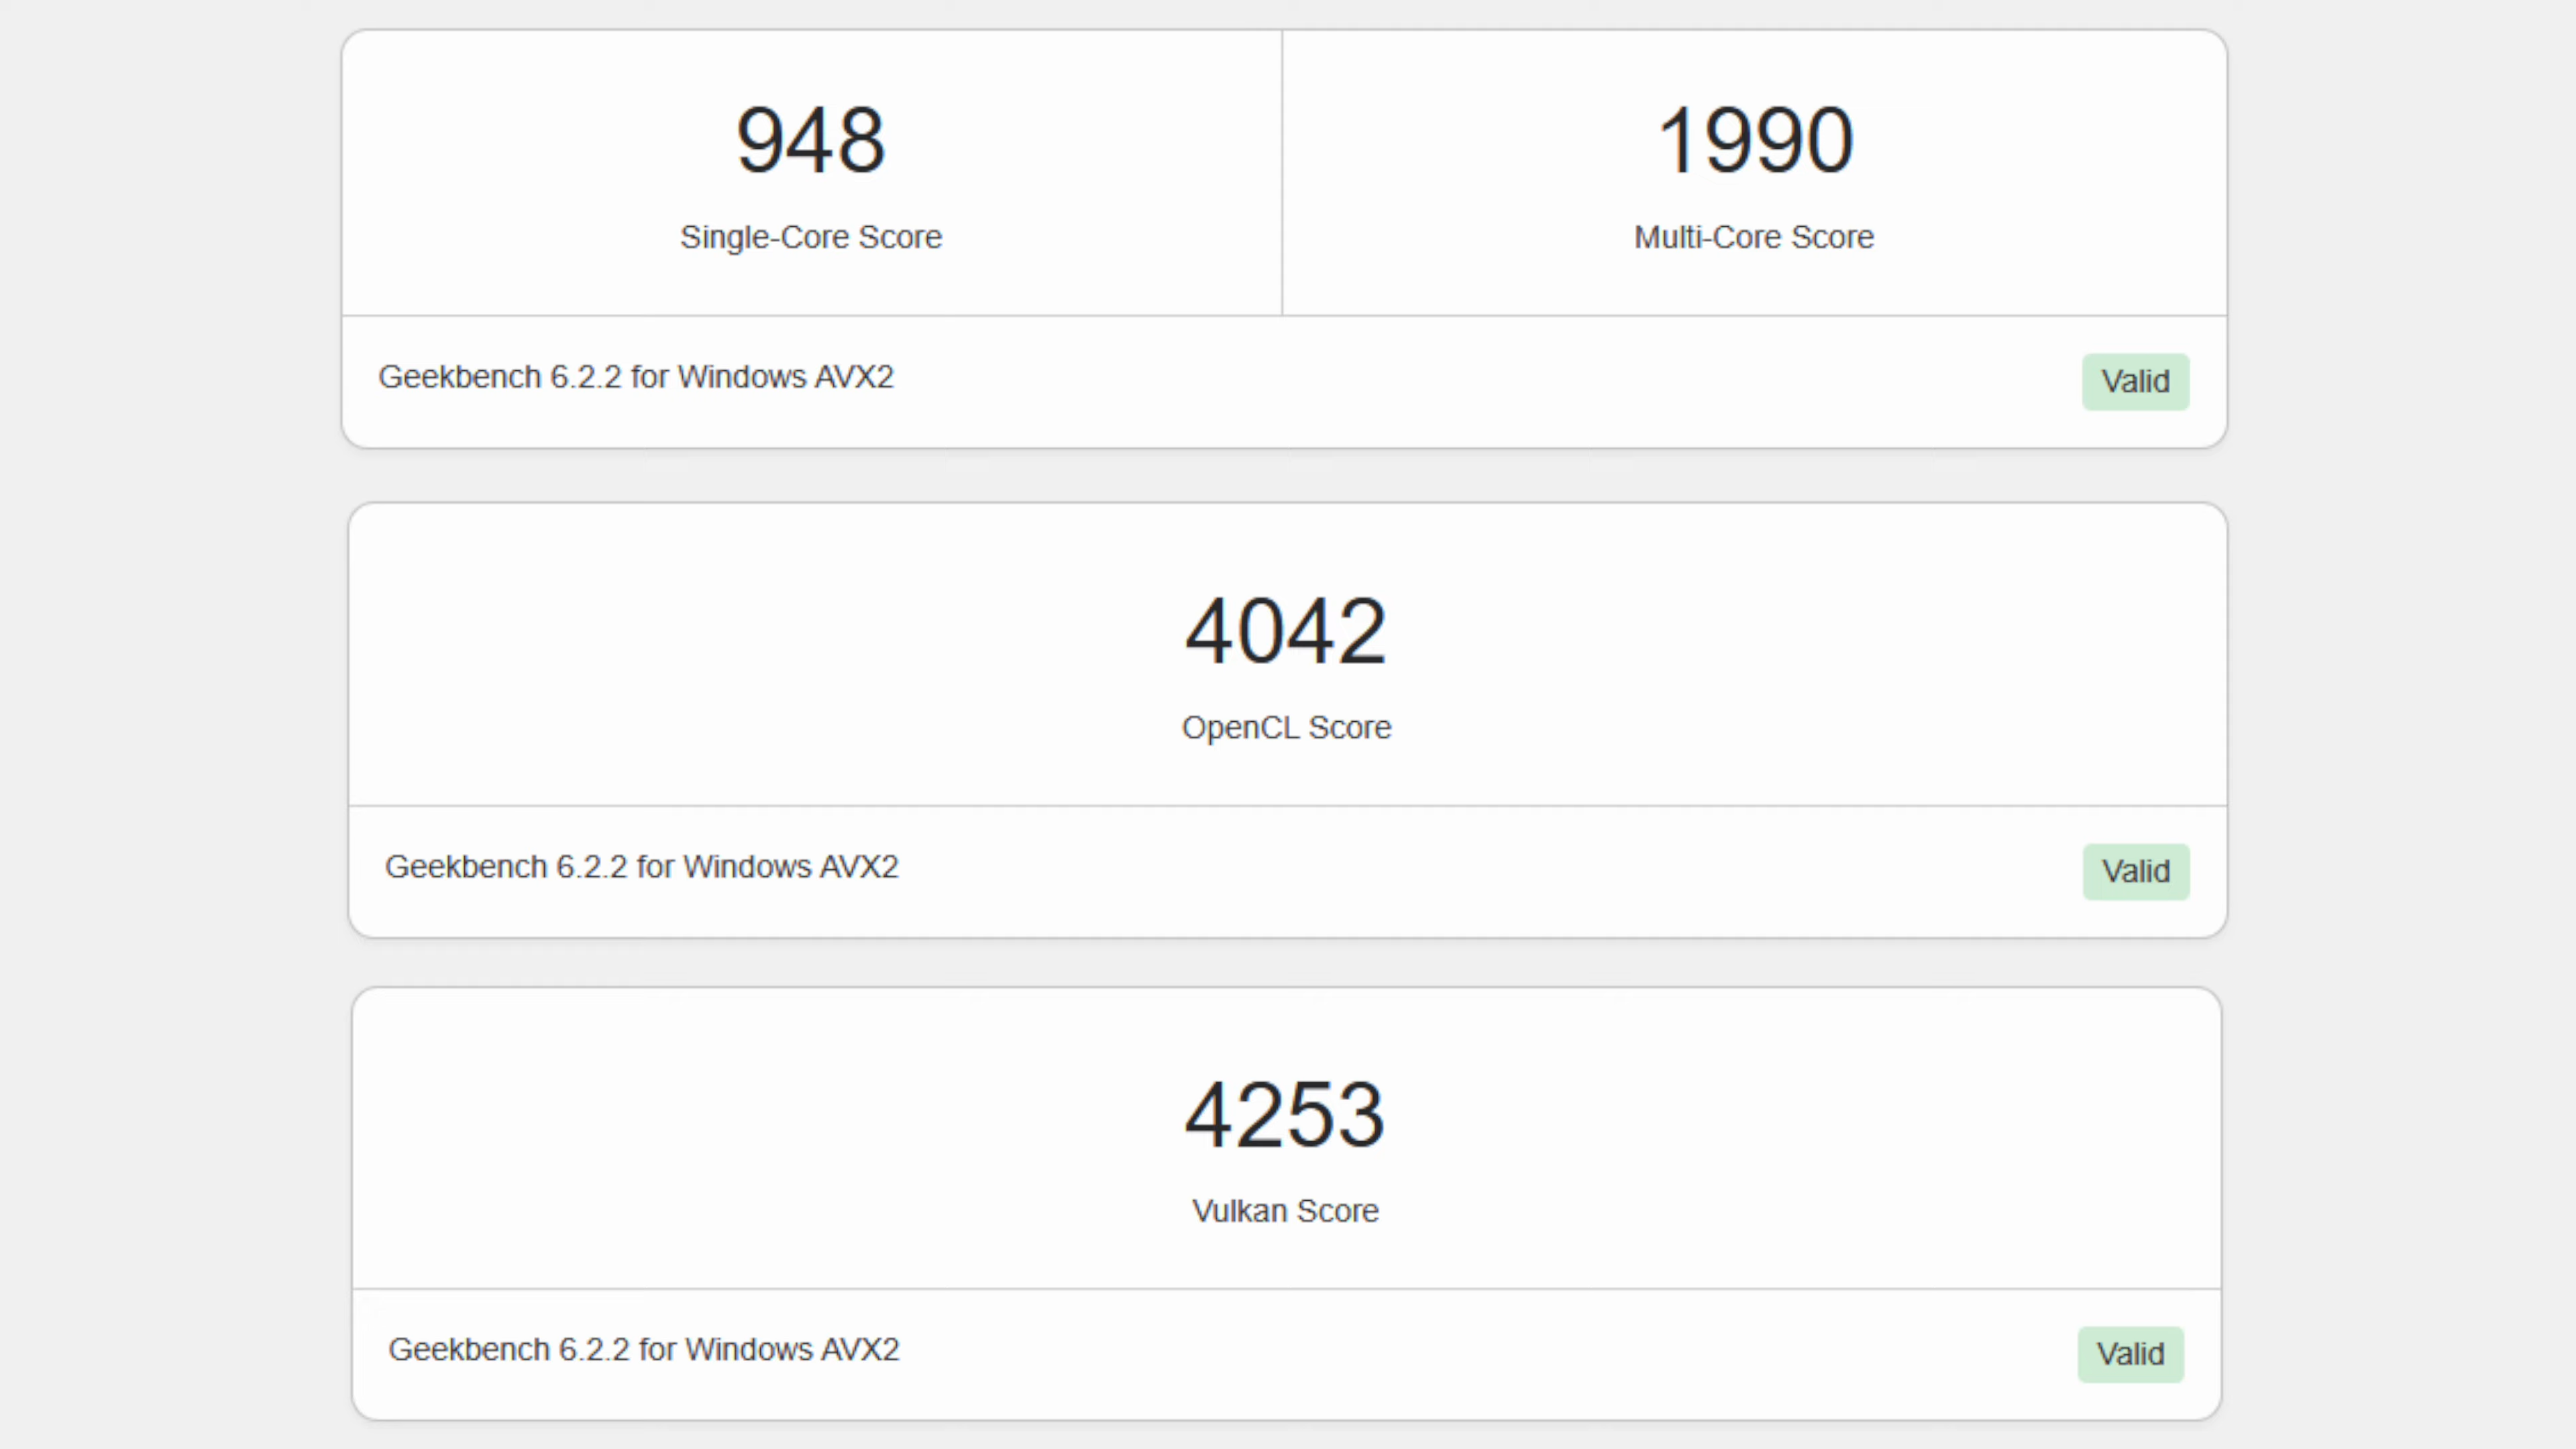 948
Single-Core Score
1990
Multi-Core Score
Geekbench 6.2.2 for Windows AVX2
Valid
4042
OpenCL Score
Geekbench 6.2.2 for Windows AVX2
Valid
4253
Vulkan Score
Geekbench 6.2.2 for Windows AVX2
Valid